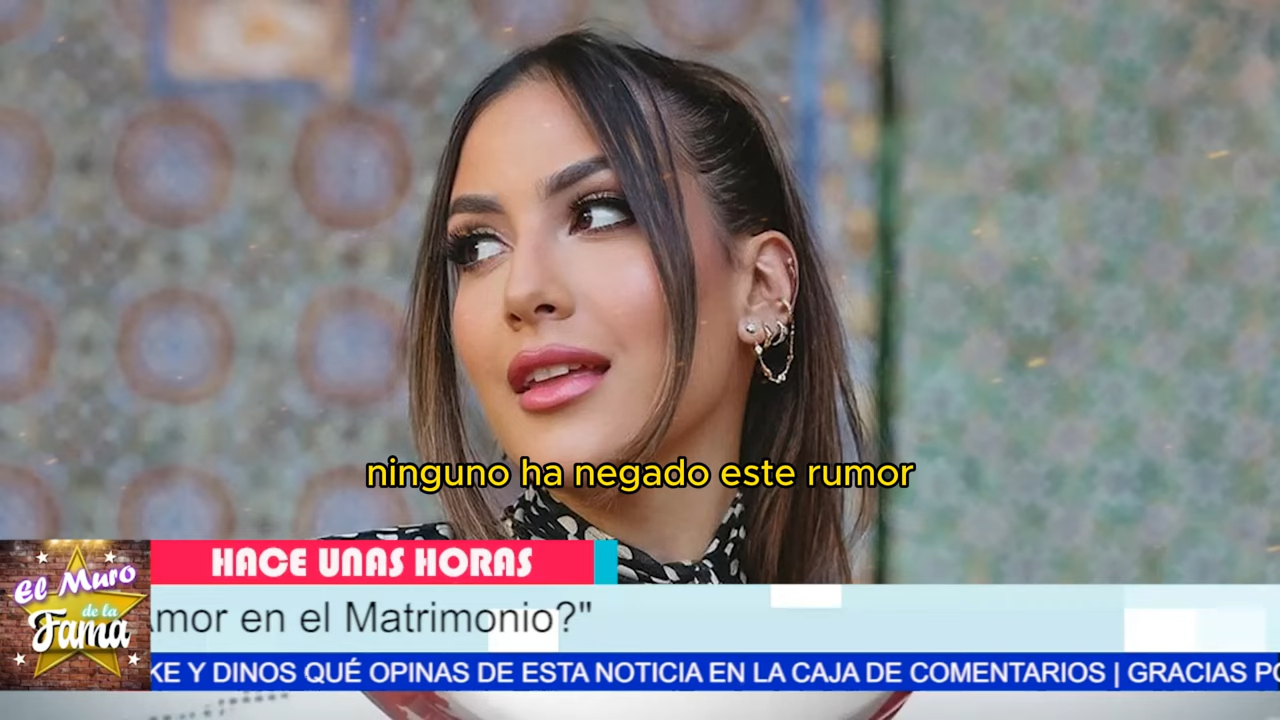 ninguno ha negado este rumor
HACE UNAS HORAS
El Muro
de la
Fama
Amor en el Matrimonio?"
KE Y DINOS QUÉ OPINAS DE ESTA NOTICIA EN LA CAJA DE COMENTARIOS | GRACIAS PO